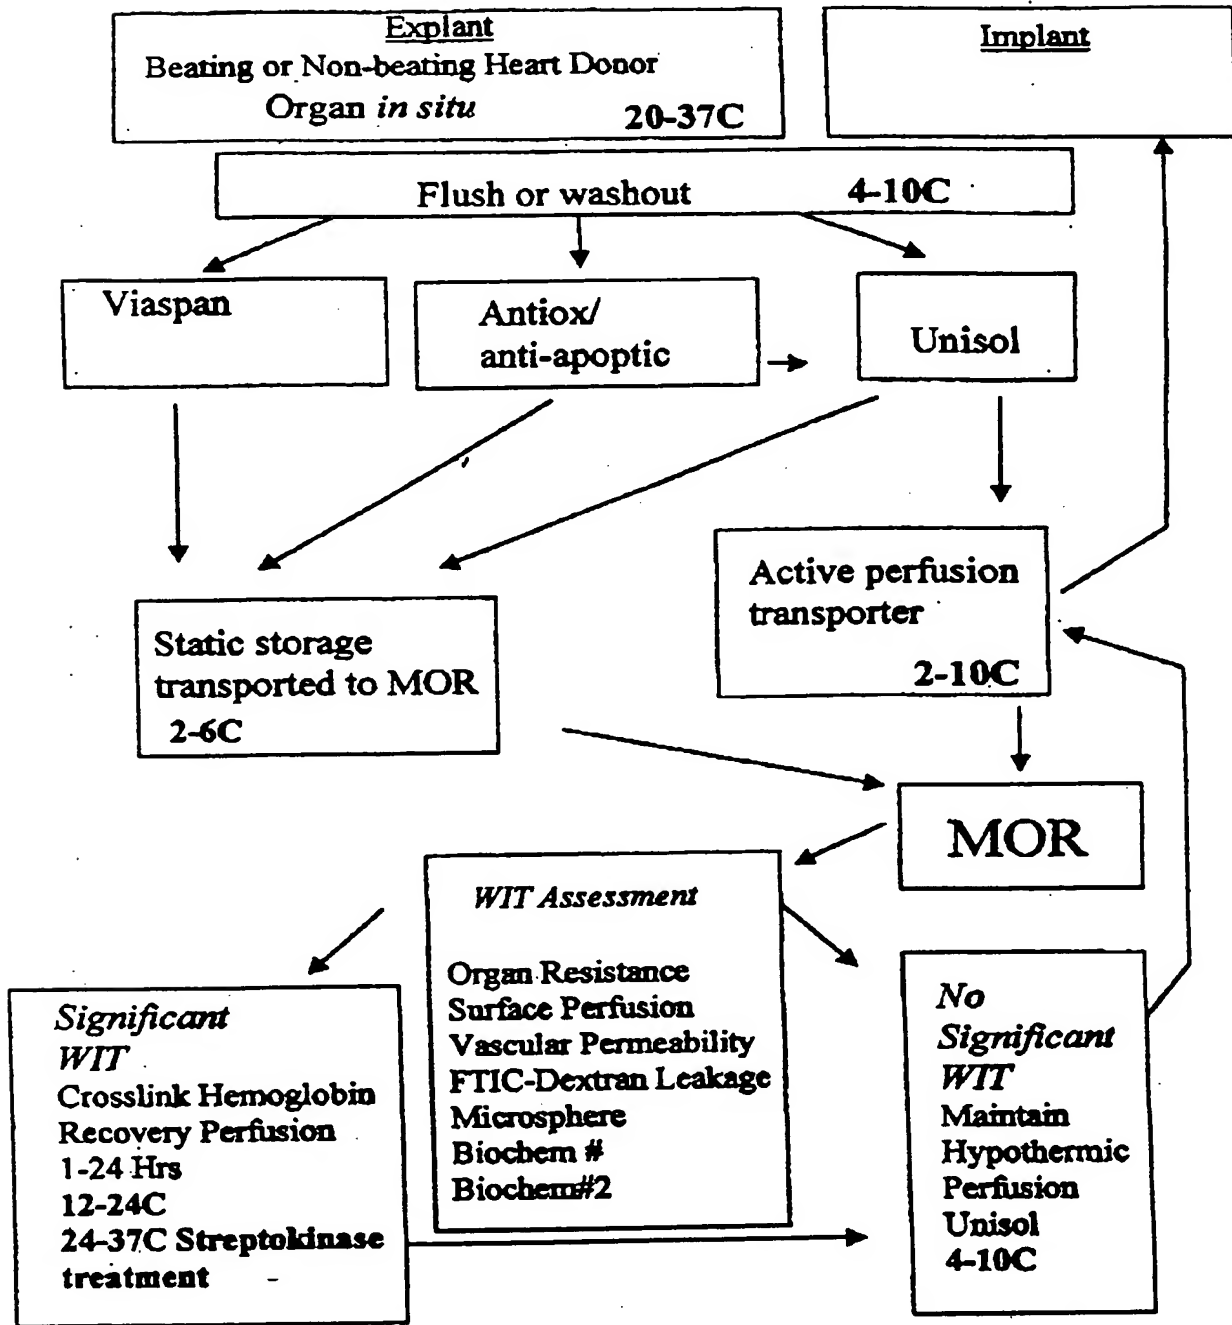 Explant
Beating or Non-beating Heart Donor
Organ in situ 20-37C
Implant
Flush or washout 4-10C
Viaspan
Antiox/
anti-apoptic
Unisol
Static storage
transported to MOR
2-6C
Active perfusion
transporter
2-10C
MOR
WIT Assessment
Organ Resistance
Surface Perfusion
Vascular Permeability
FTIC-Dextran Leakage
Microsphere
Biochem #
Biochem#2
Significant
WIT
Crosslink Hemoglobin
Recovery Perfusion
1-24 Hrs
12-24C
24-37C Streptokinase
treatment -
No
Significant
WIT
Maintain
Hypothermic
Perfusion
Unisol
4-10C